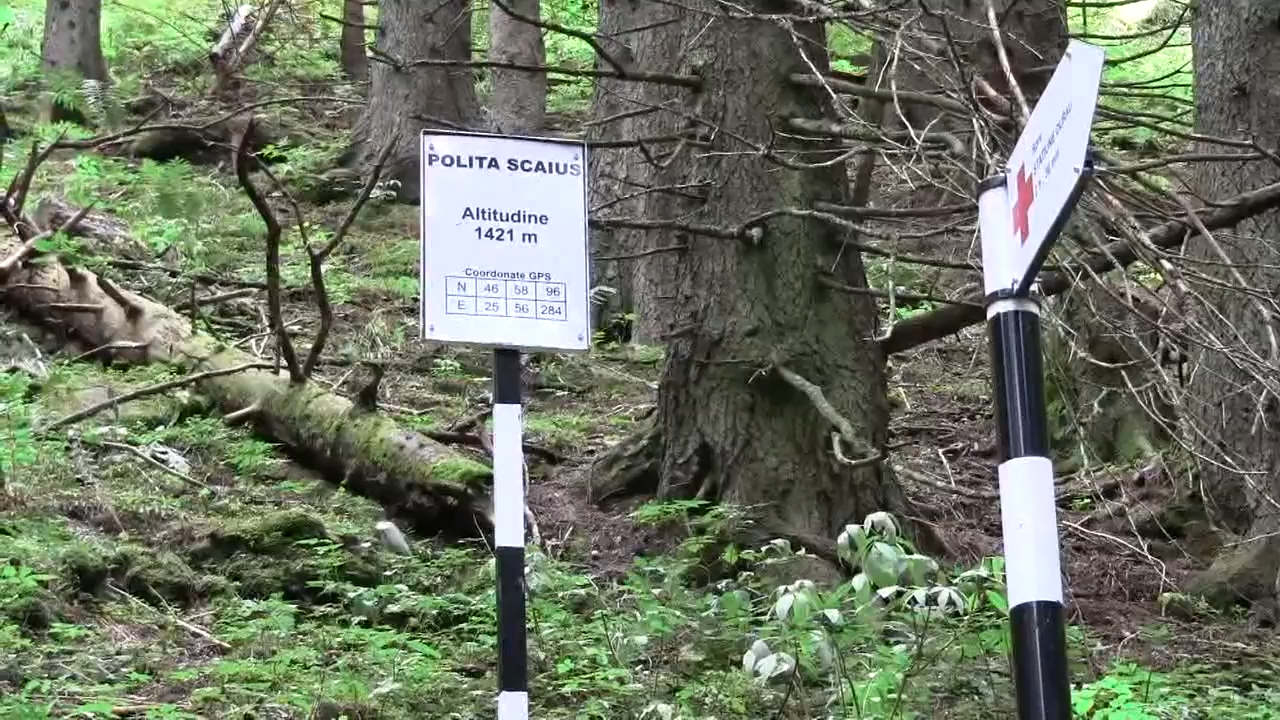 POLITA SCAIUS
Altitudine
1421 m
Coordonate GPS
N 46 58 96
E 25 56 284